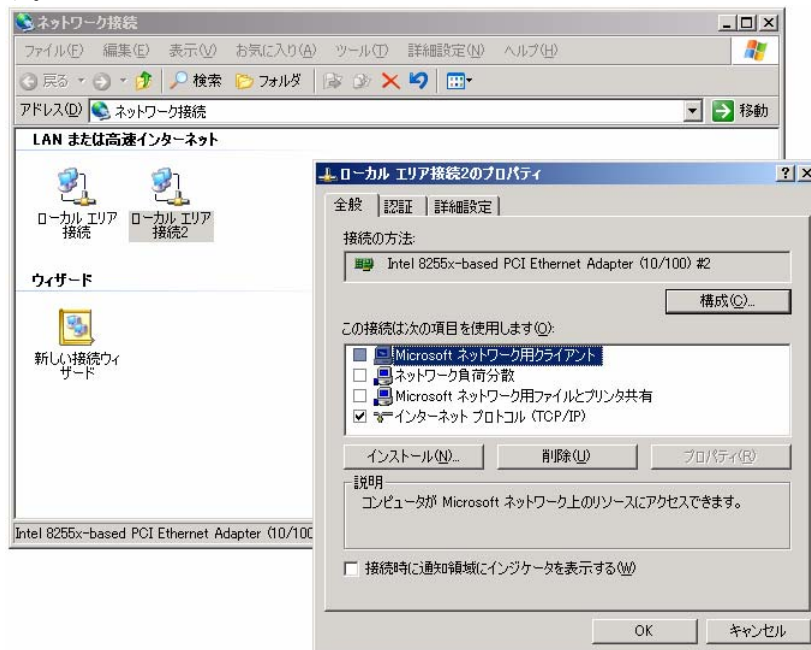 ネットワーク接続
ファイル(F) 編集(E) 表示(V) お気に入り(A) ツール(T) 詳細設定(N) ヘルプ(H)
戻る 検索 フォルダ
アドレス(D) ネットワーク接続 移動
LAN または高速インターネット
ローカル エリア接続
ローカル エリア接続2
ウィザード
新しい接続ウィザード
Intel 8255x-based PCI Ethernet Adapter (10/100
ローカル エリア接続2のプロパティ
全般 認証 詳細設定
接続の方法:
Intel 8255x-based PCI Ethernet Adapter (10/100) #2
構成(C)...
この接続は次の項目を使用します(O):
Microsoft ネットワーク用クライアント
ネットワーク負荷分散
Microsoft ネットワーク用ファイルとプリンタ共有
インターネット プロトコル (TCP/IP)
インストール(N)... 削除(U) プロパティ(R)
説明
コンピュータが Microsoft ネットワーク上のリソースにアクセスできます。
接続時に通知領域にインジケータを表示する(W)
OK キャンセル